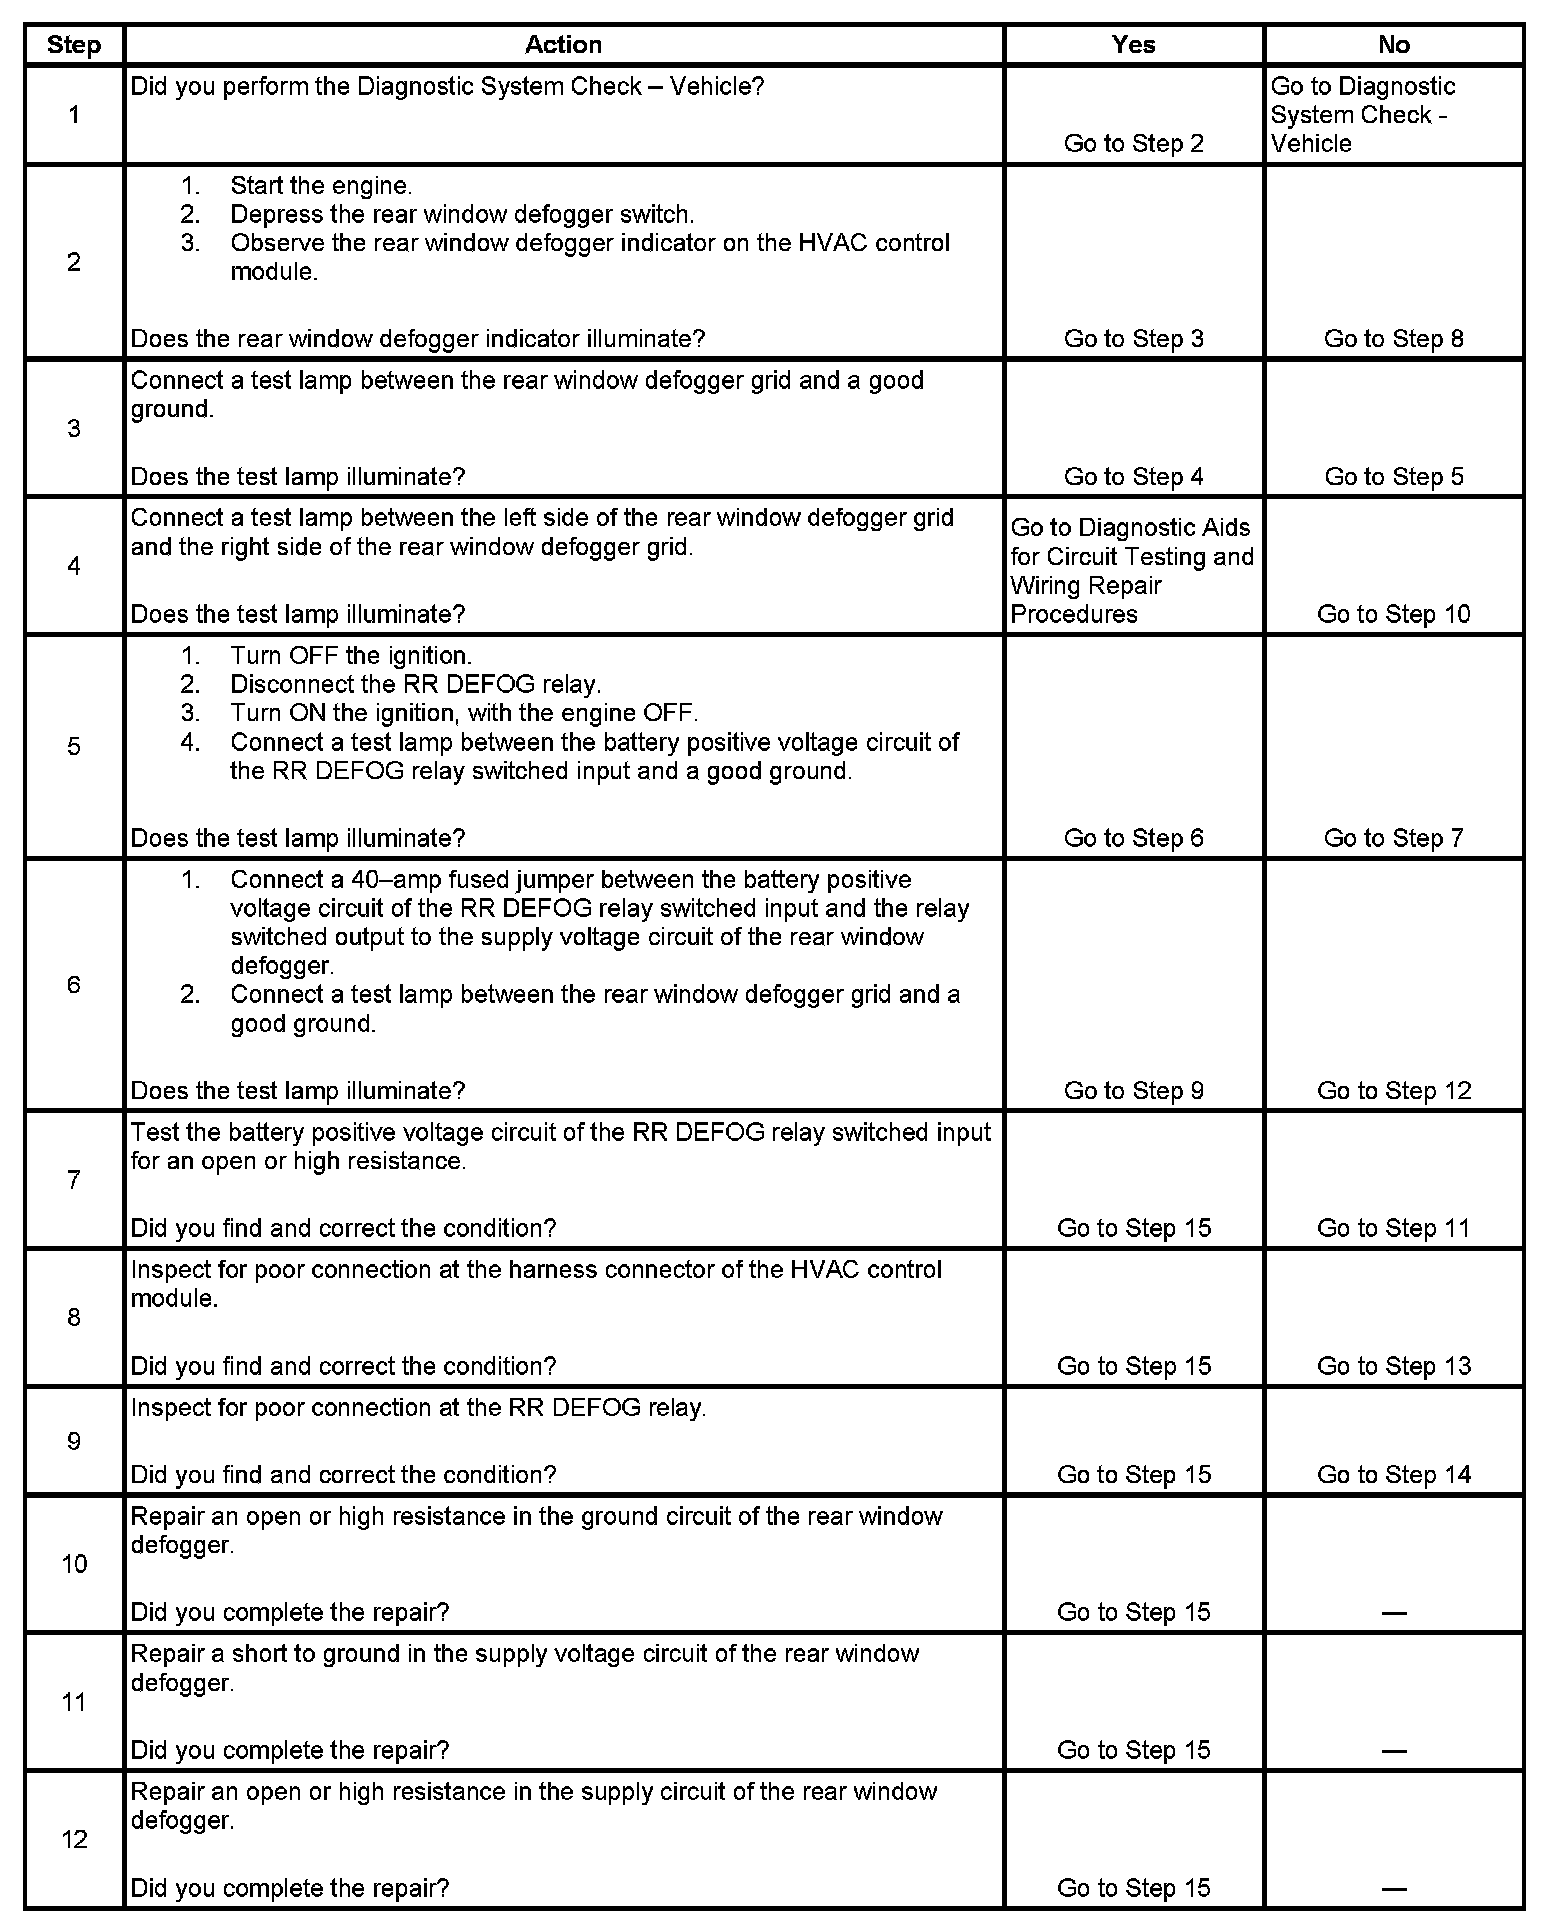 Step Action Yes No
1
Did you perform the Diagnostic System Check – Vehicle?
Go to Step 2
Go to Diagnostic
System Check -
Vehicle
2
1. Start the engine.
2. Depress the rear window defogger switch.
3. Observe the rear window defogger indicator on the HVAC control
module.
Does the rear window defogger indicator illuminate?
Go to Step 3
Go to Step 8
3
Connect a test lamp between the rear window defogger grid and a good
ground.
Does the test lamp illuminate?
Go to Step 4
Go to Step 5
4
Connect a test lamp between the left side of the rear window defogger grid
and the right side of the rear window defogger grid.
Does the test lamp illuminate?
Go to Diagnostic Aids
for Circuit Testing and
Wiring Repair
Procedures
Go to Step 10
5
1. Turn OFF the ignition.
2. Disconnect the RR DEFOG relay.
3. Turn ON the ignition, with the engine OFF.
4. Connect a test lamp between the battery positive voltage circuit of
the RR DEFOG relay switched input and a good ground.
Does the test lamp illuminate?
Go to Step 6
Go to Step 7
6
1. Connect a 40–amp fused jumper between the battery positive
voltage circuit of the RR DEFOG relay switched input and the relay
switched output to the supply voltage circuit of the rear window
defogger.
2. Connect a test lamp between the rear window defogger grid and a
good ground.
Does the test lamp illuminate?
Go to Step 9
Go to Step 12
7
Test the battery positive voltage circuit of the RR DEFOG relay switched input
for an open or high resistance.
Did you find and correct the condition?
Go to Step 15
Go to Step 11
8
Inspect for poor connection at the harness connector of the HVAC control
module.
Did you find and correct the condition?
Go to Step 15
Go to Step 13
9
Inspect for poor connection at the RR DEFOG relay.
Did you find and correct the condition?
Go to Step 15
Go to Step 14
10
Repair an open or high resistance in the ground circuit of the rear window
defogger.
Did you complete the repair?
Go to Step 15
—
11
Repair a short to ground in the supply voltage circuit of the rear window
defogger.
Did you complete the repair?
Go to Step 15
—
12
Repair an open or high resistance in the supply circuit of the rear window
defogger.
Did you complete the repair?
Go to Step 15
—